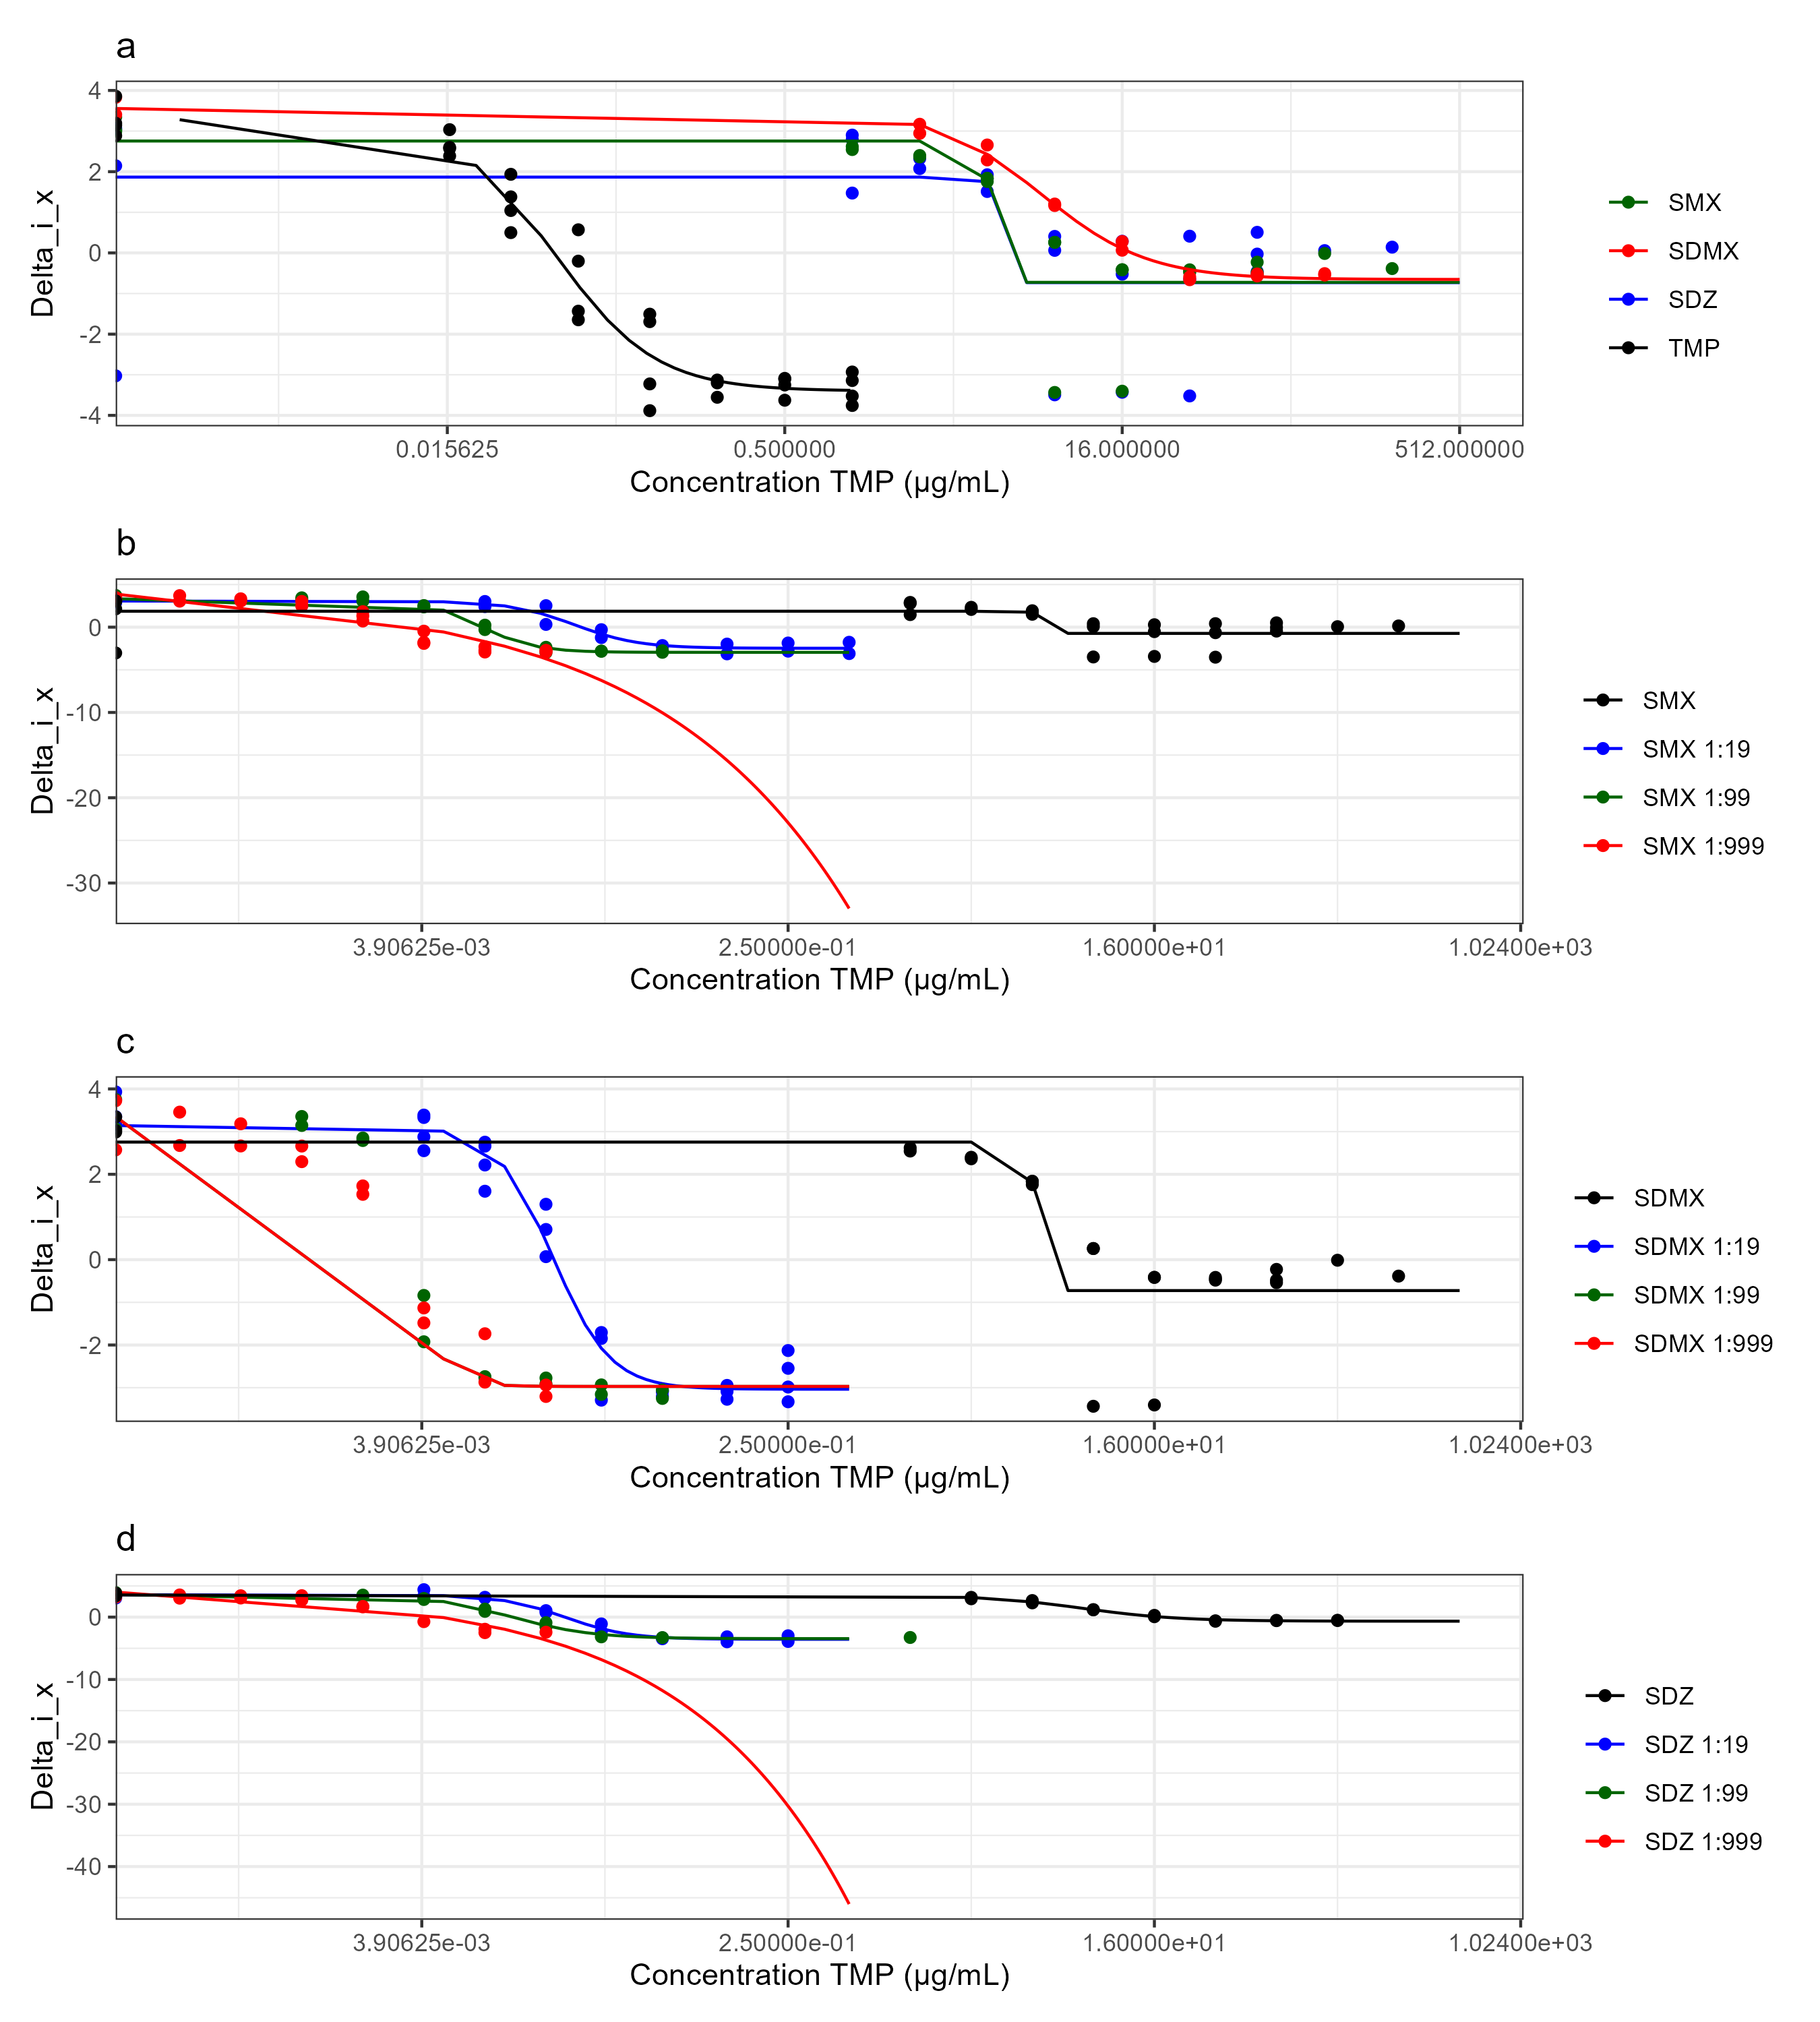 a
4
2
0
-2
-4
Delta_i_x
0.015625
0.500000
16.000000
512.000000
Concentration TMP (µg/mL)
SMX
SDMX
SDZ
TMP
b
0
-10
-20
-30
Delta_i_x
3.90625e-03
2.50000e-01
1.60000e+01
1.02400e+03
Concentration TMP (µg/mL)
SMX
SMX 1:19
SMX 1:99
SMX 1:999
c
4
2
0
-2
Delta_i_x
3.90625e-03
2.50000e-01
1.60000e+01
1.02400e+03
Concentration TMP (µg/mL)
SDMX
SDMX 1:19
SDMX 1:99
SDMX 1:999
d
0
-10
-20
-30
-40
Delta_i_x
3.90625e-03
2.50000e-01
1.60000e+01
1.02400e+03
Concentration TMP (µg/mL)
SDZ
SDZ 1:19
SDZ 1:99
SDZ 1:999